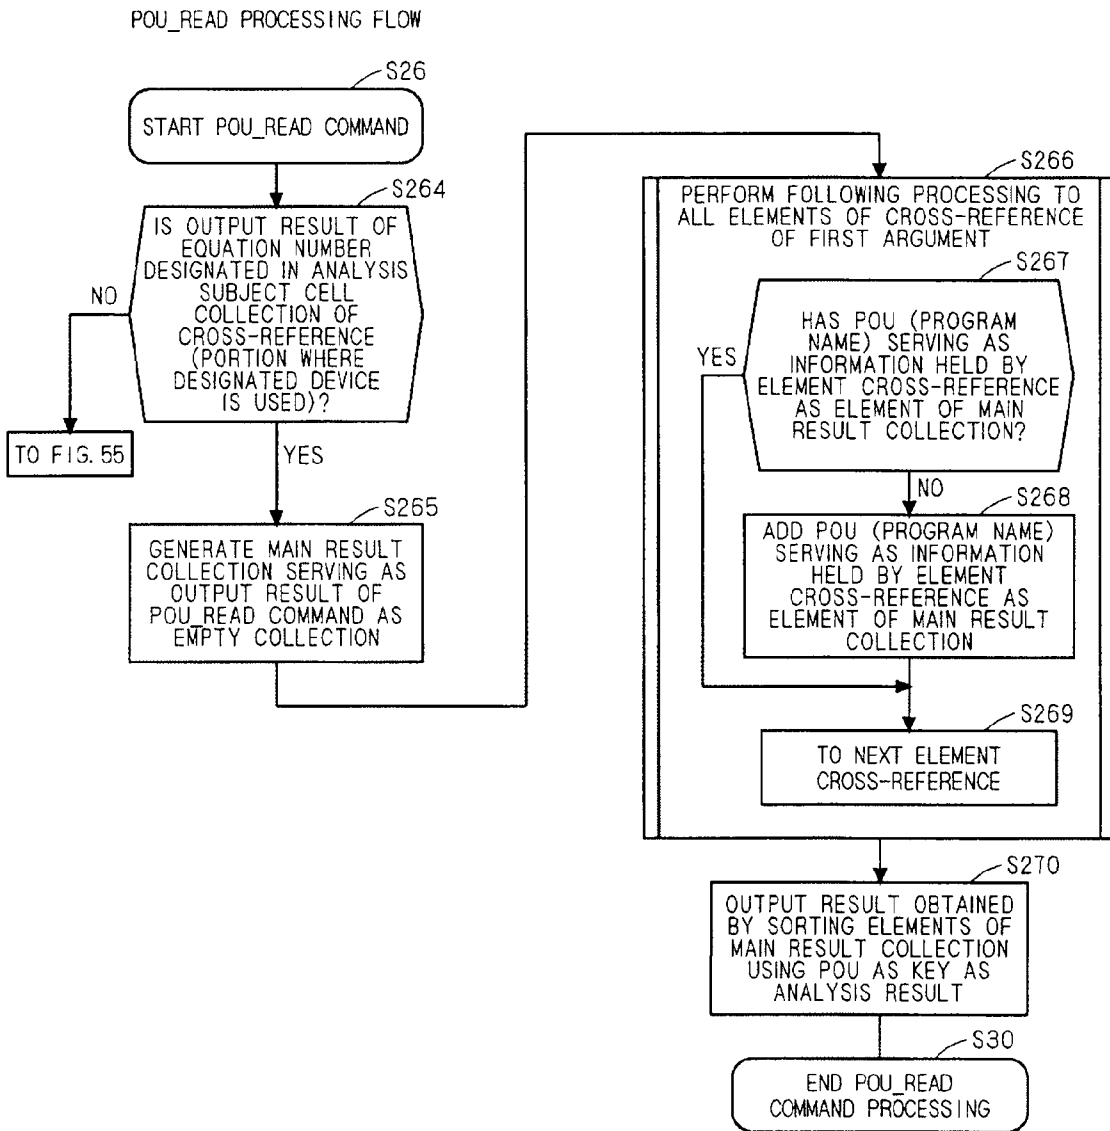 POU_READ PROCESSING FLOW
S26
START POU_READ COMMAND
S264
IS OUTPUT RESULT OF
EQUATION NUMBER
DESIGNATED IN ANALYSIS
SUBJECT CELL
COLLECTION OF
CROSS-REFERENCE
(PORTION WHERE
DESIGNATED DEVICE
IS USED)?
NO
TO FIG. 55
YES
S265
GENERATE MAIN RESULT
COLLECTION SERVING AS
OUTPUT RESULT OF
POU_READ COMMAND AS
EMPTY COLLECTION
S266
PERFORM FOLLOWING PROCESSING TO
ALL ELEMENTS OF CROSS-REFERENCE
OF FIRST ARGUMENT
S267
HAS POU (PROGRAM
NAME) SERVING AS
INFORMATION HELD BY
ELEMENT CROSS-REFERENCE
AS ELEMENT OF MAIN
RESULT COLLECTION?
YES
NO
S268
ADD POU (PROGRAM NAME)
SERVING AS INFORMATION
HELD BY ELEMENT
CROSS-REFERENCE AS
ELEMENT OF MAIN RESULT
COLLECTION
S269
TO NEXT ELEMENT
CROSS-REFERENCE
S270
OUTPUT RESULT OBTAINED
BY SORTING ELEMENTS OF
MAIN RESULT COLLECTION
USING POU AS KEY AS
ANALYSIS RESULT
S30
END POU_READ
COMMAND PROCESSING